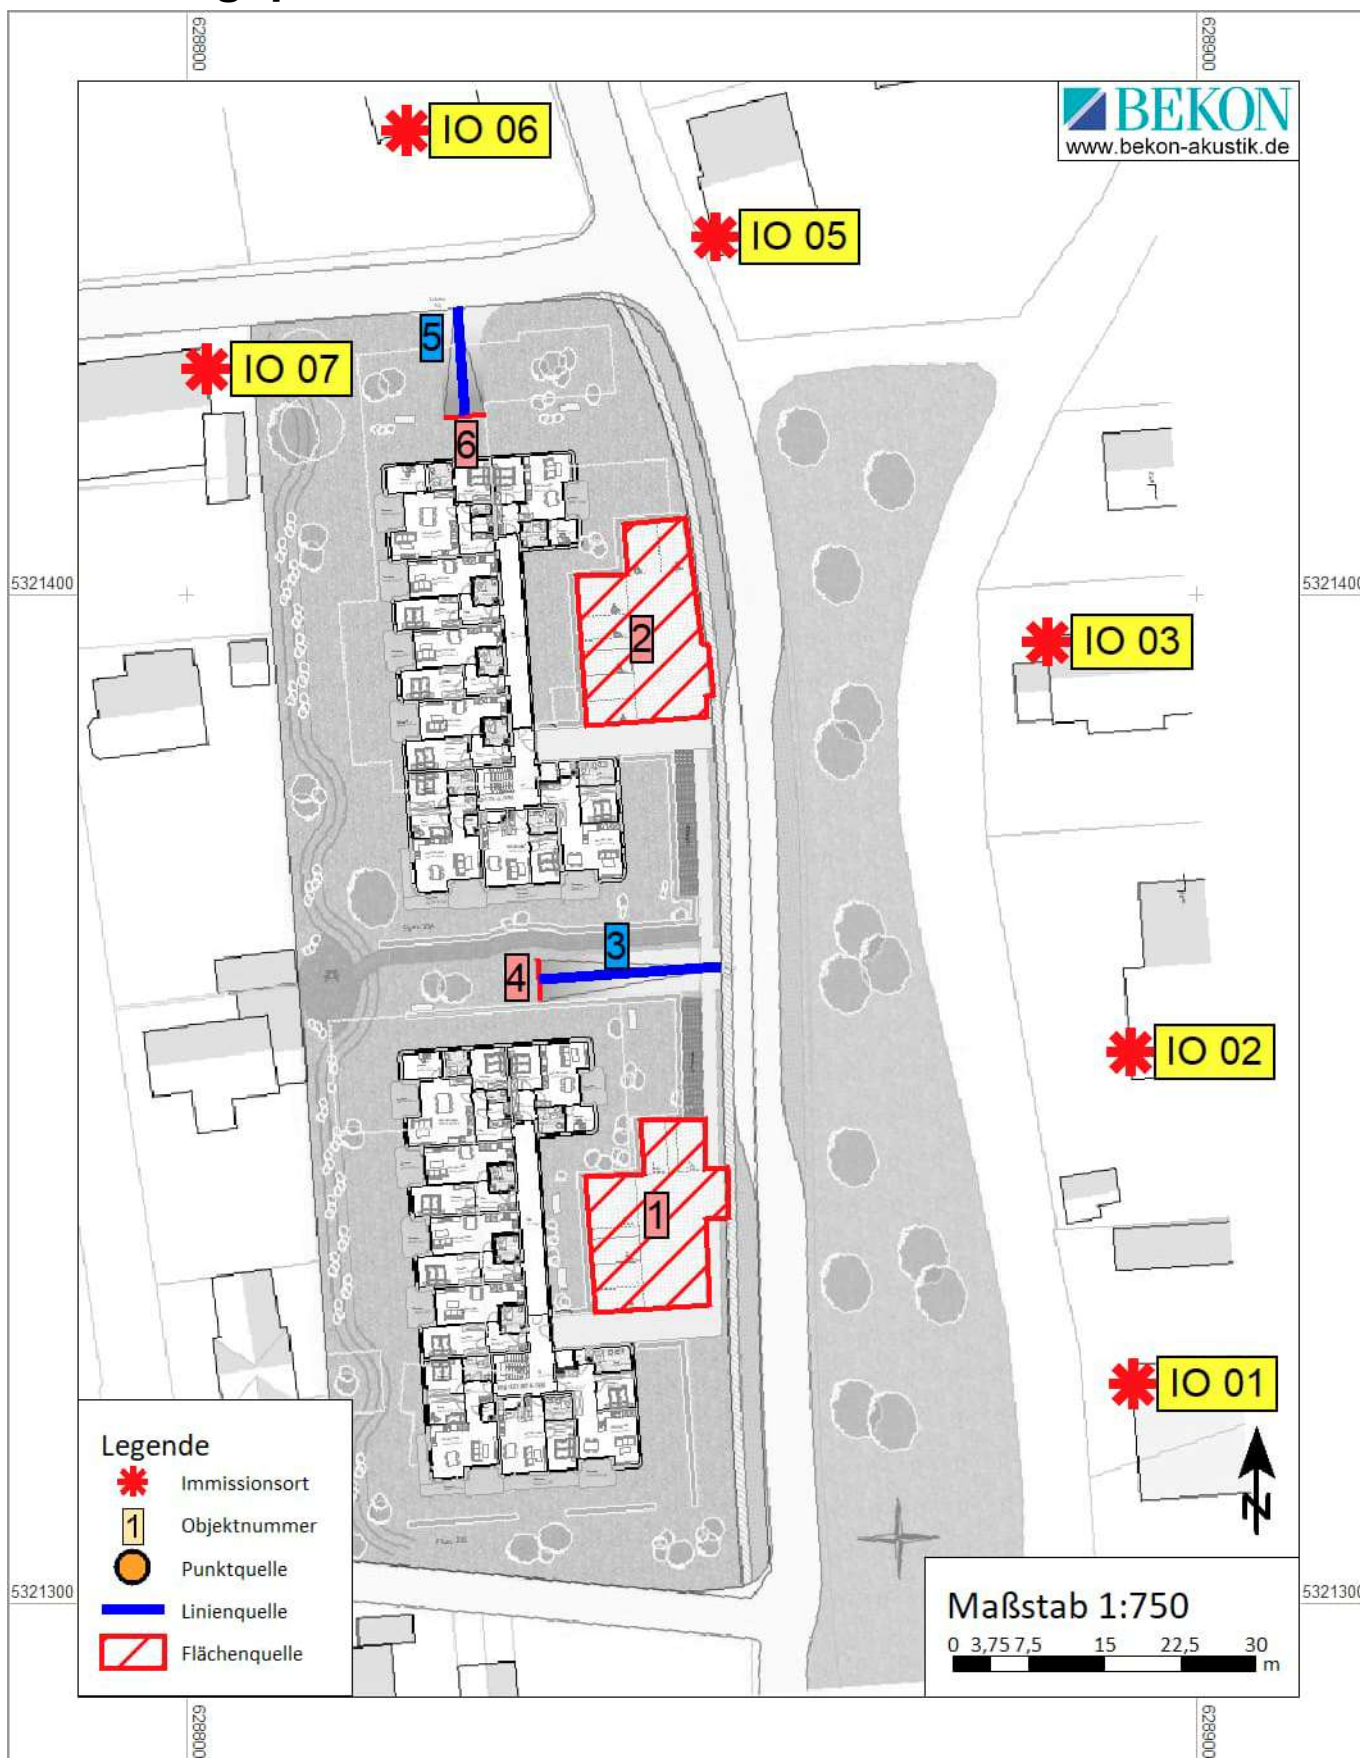 628800
628900
BEKON
www.bekon-akustik.de
IO 06
IO 05
5
IO 07
6
5321400
5321400
2
IO 03
3
4
IO 02
1
IO 01
N
Legende
Immissionsort
1 Objektnummer
Punktquelle
Linienquelle
Flächenquelle
Maßstab 1:750
0 3,75 7,5 15 22,5 30
m
5321300
5321300
628800
628900